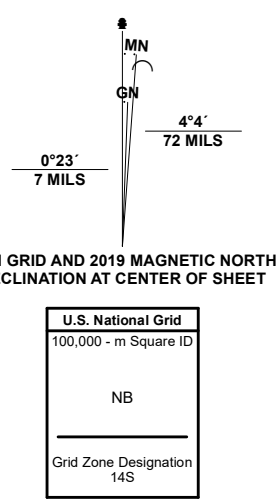 MN
GN
4°4´
72 MILS
0°23´
7 MILS
GRID AND 2019 MAGNETIC NORTH
CLINATION AT CENTER OF SHEET
U.S. National Grid
100,000 - m Square ID
NB
Grid Zone Designation
14S